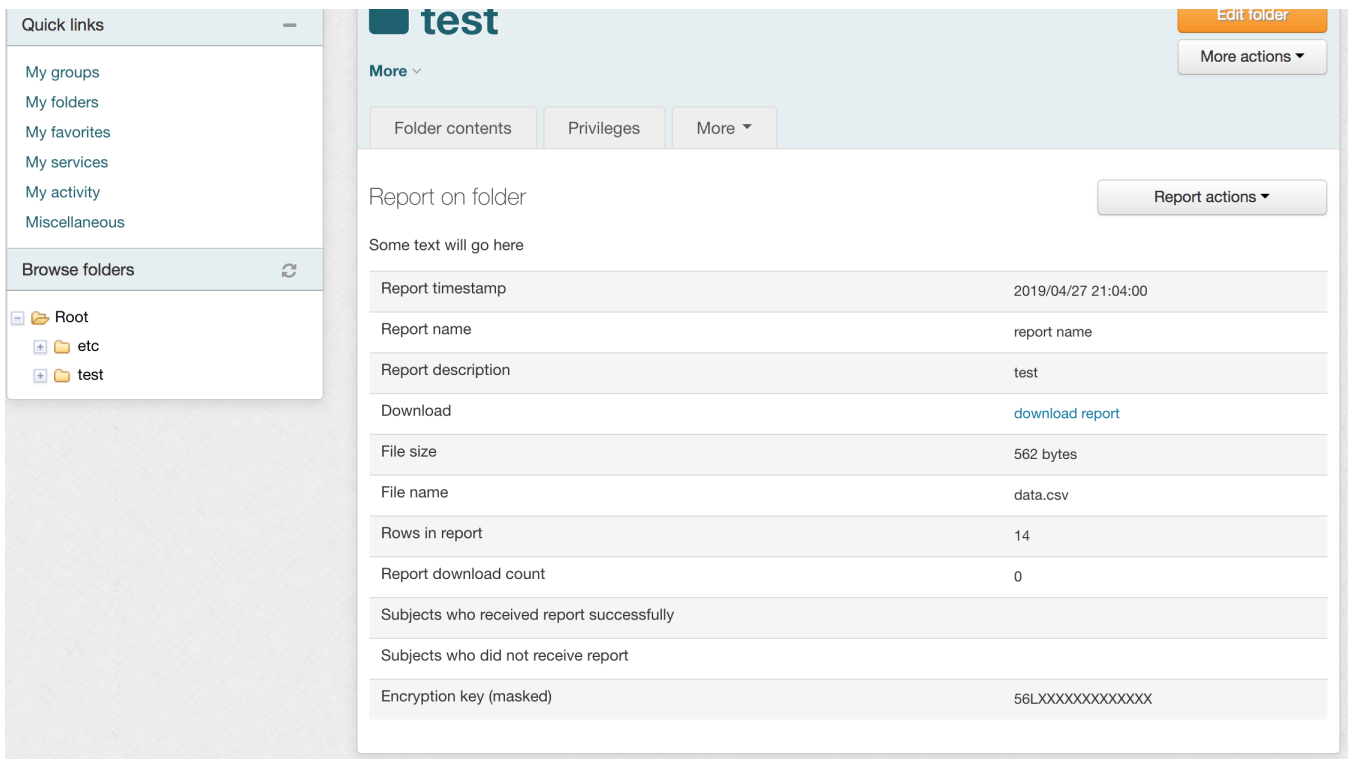 Quick links
My groups
My folders
My favorites
My services
My activity
Miscellaneous
Browse folders
Root
etc
test
test
Edit folder
More
More actions
Folder contents
Privileges
More
Report on folder
Report actions
Some text will go here
Report timestamp 2019/04/27 21:04:00
Report name report name
Report description test
Download download report
File size 562 bytes
File name data.csv
Rows in report 14
Report download count 0
Subjects who received report successfully
Subjects who did not receive report
Encryption key (masked) 56LXXXXXXXXXXXXX